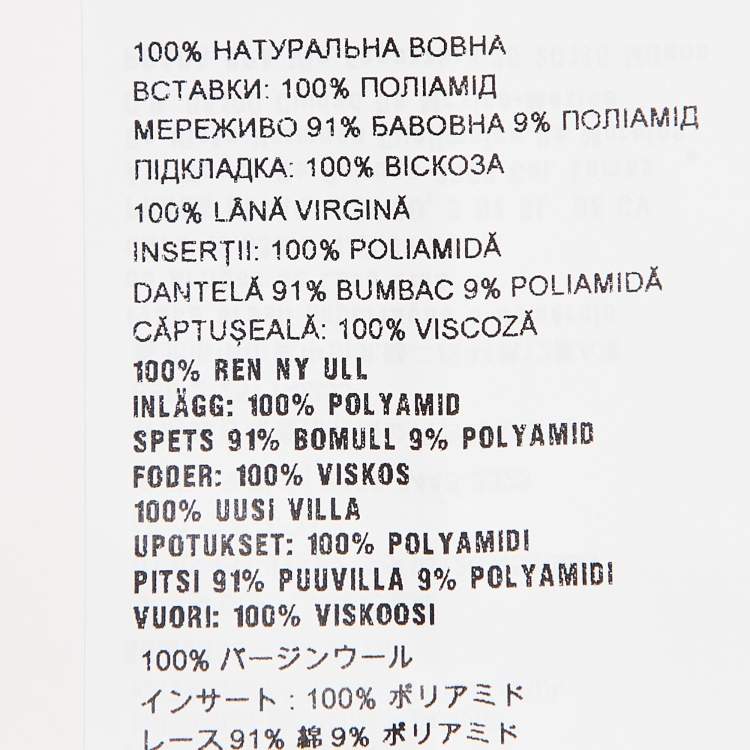 100% НАТУРАЛЬНА ВОВНА
ВСТАВКИ: 100% ПОЛІАМІД
МЕРЕЖИВО 91% БАВОВНА 9% ПОЛІАМІД
ПІДКЛАДКА: 100% ВІСКОЗА
100% LÂNĂ VIRGINĂ
INSERȚII: 100% POLIAMIDĂ
DANTELĂ 91% BUMBAC 9% POLIAMIDĂ
CĂPTUȘEALĂ: 100% VISCOZĂ
100% REN NY ULL
INLÄGG: 100% POLYAMID
SPETS 91% BOMULL 9% POLYAMID
FODER: 100% VISKOS
100% UUSI VILLA
UPOTUKSET: 100% POLYAMIDI
PITSI 91% PUUVILLA 9% POLYAMIDI
VUORI: 100% VISKOOSI
100% バージンウール
インサート : 100% ポリアミド
レース 91% 綿 9% ポリアミド